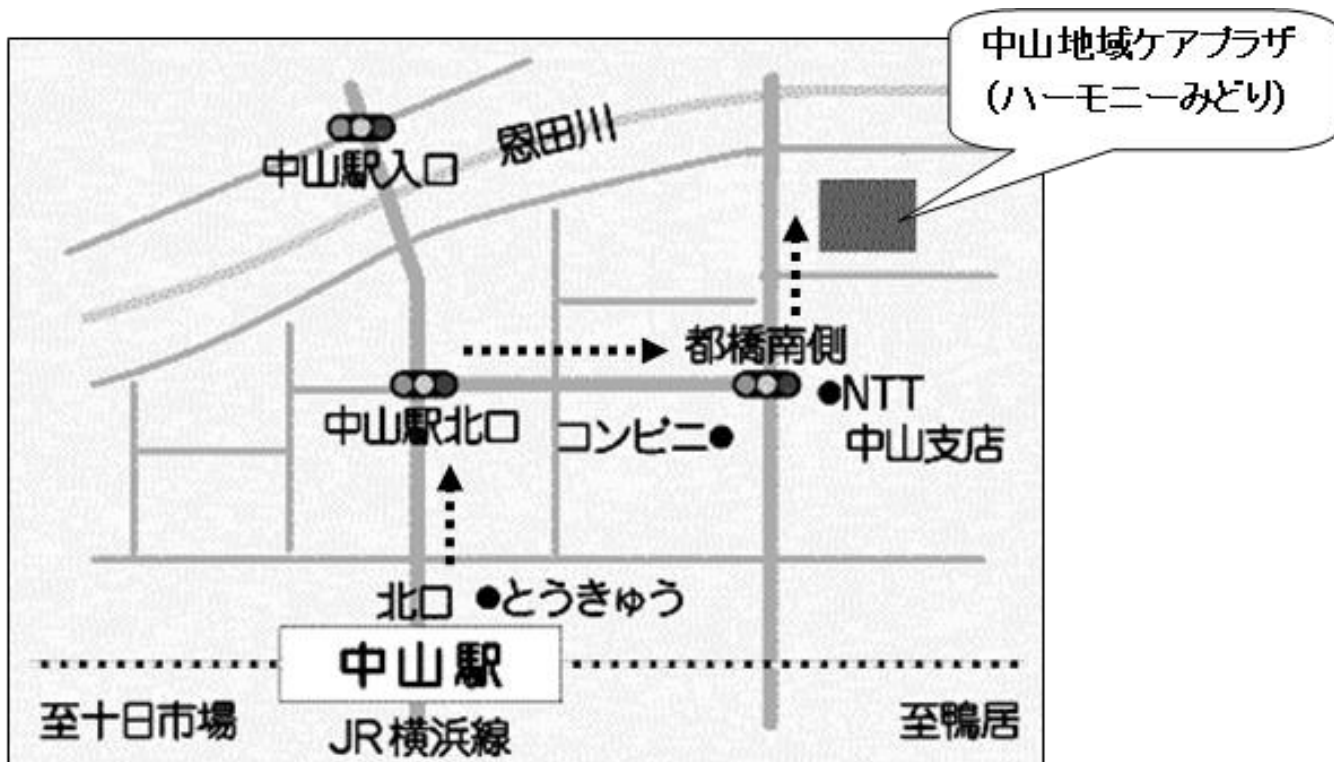 中山地域ケアプラザ
(ハーモニーみどり)
恩田川
中山駅入口
都橋南側
中山駅北口
コンビニ
NTT
中山支店
北口
とうきゅう
中山駅
至十日市場
JR横浜線
至鴨居